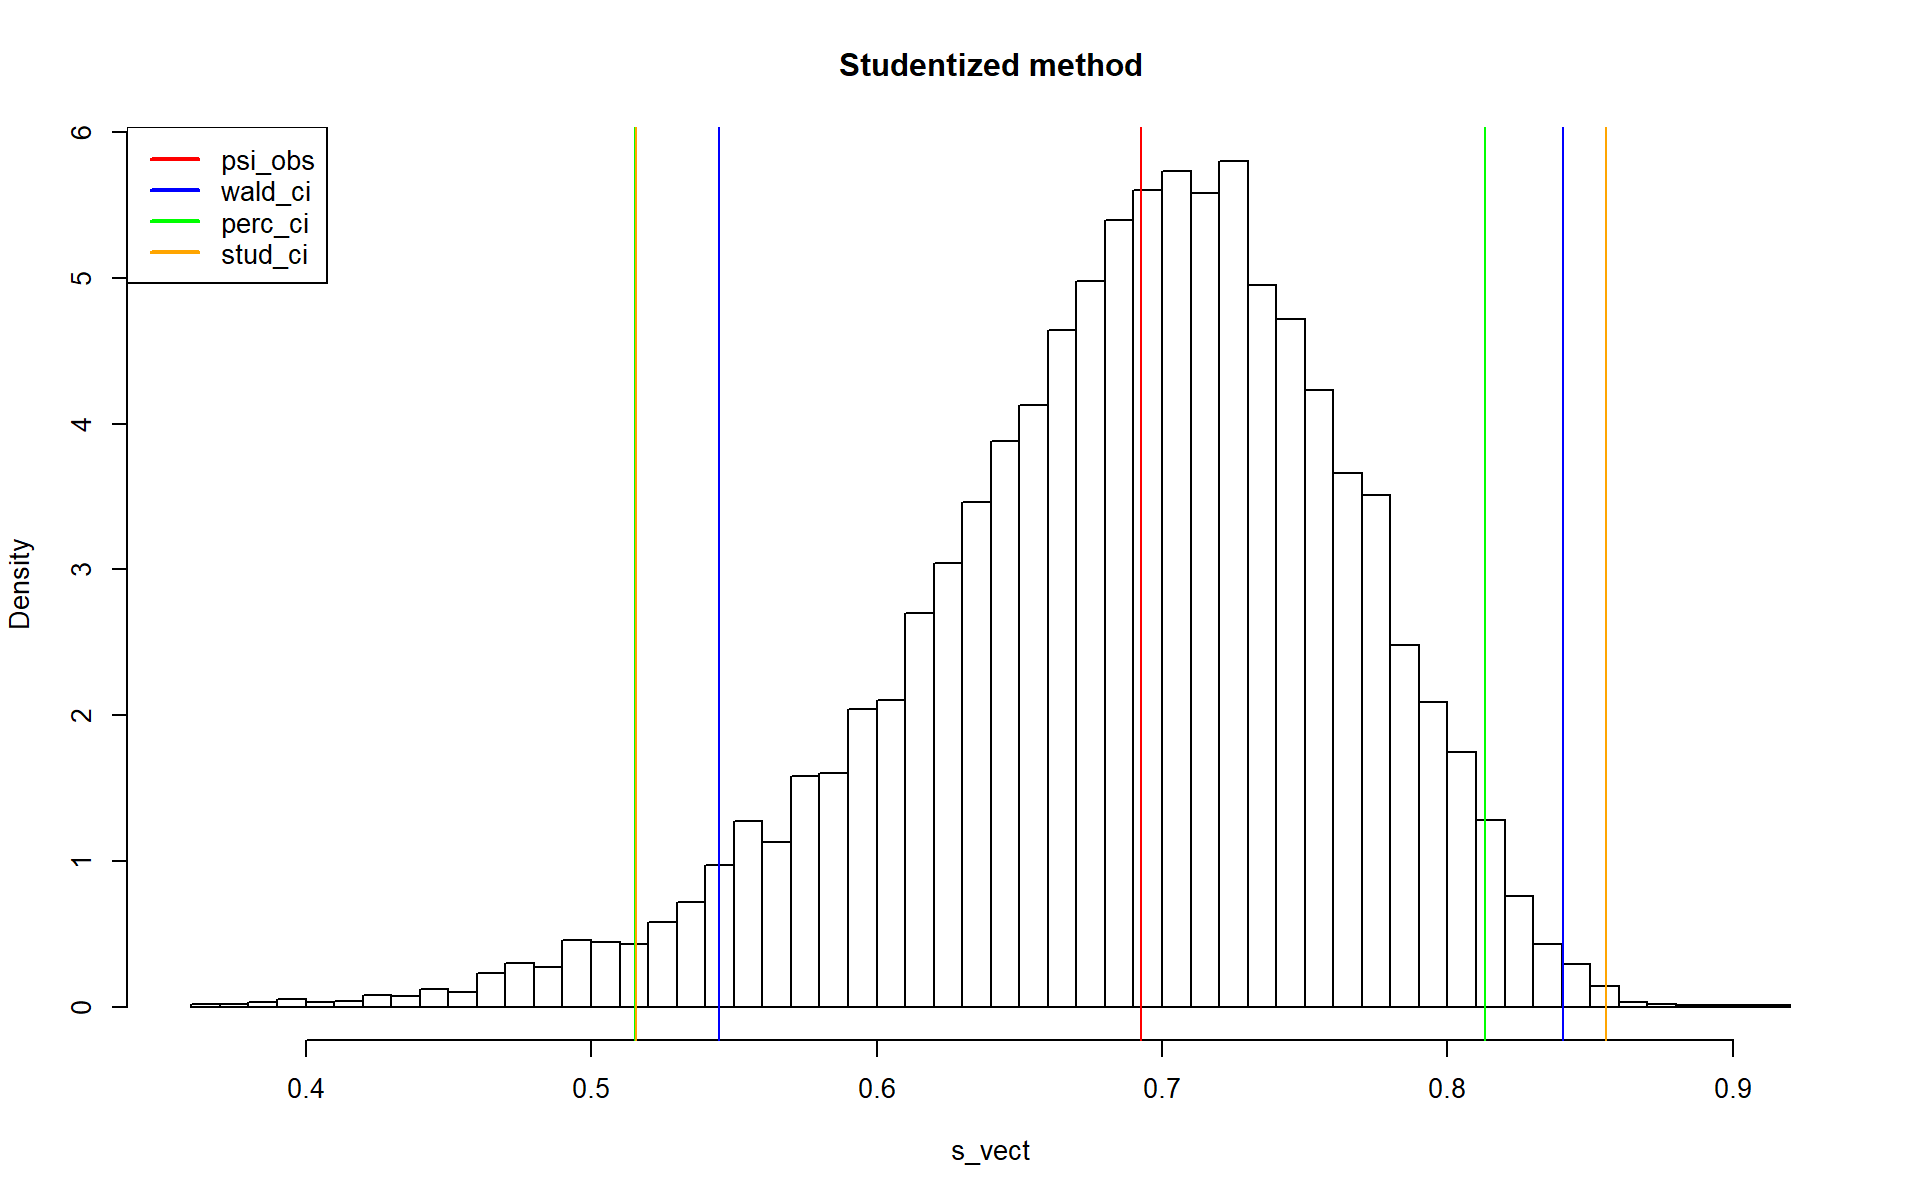 Studentized method
psi_obs
wald_ci
perc_ci
stud_ci
6
5
4
3
2
1
0
Density
0.4 0.5 0.6 0.7 0.8 0.9
s_vect